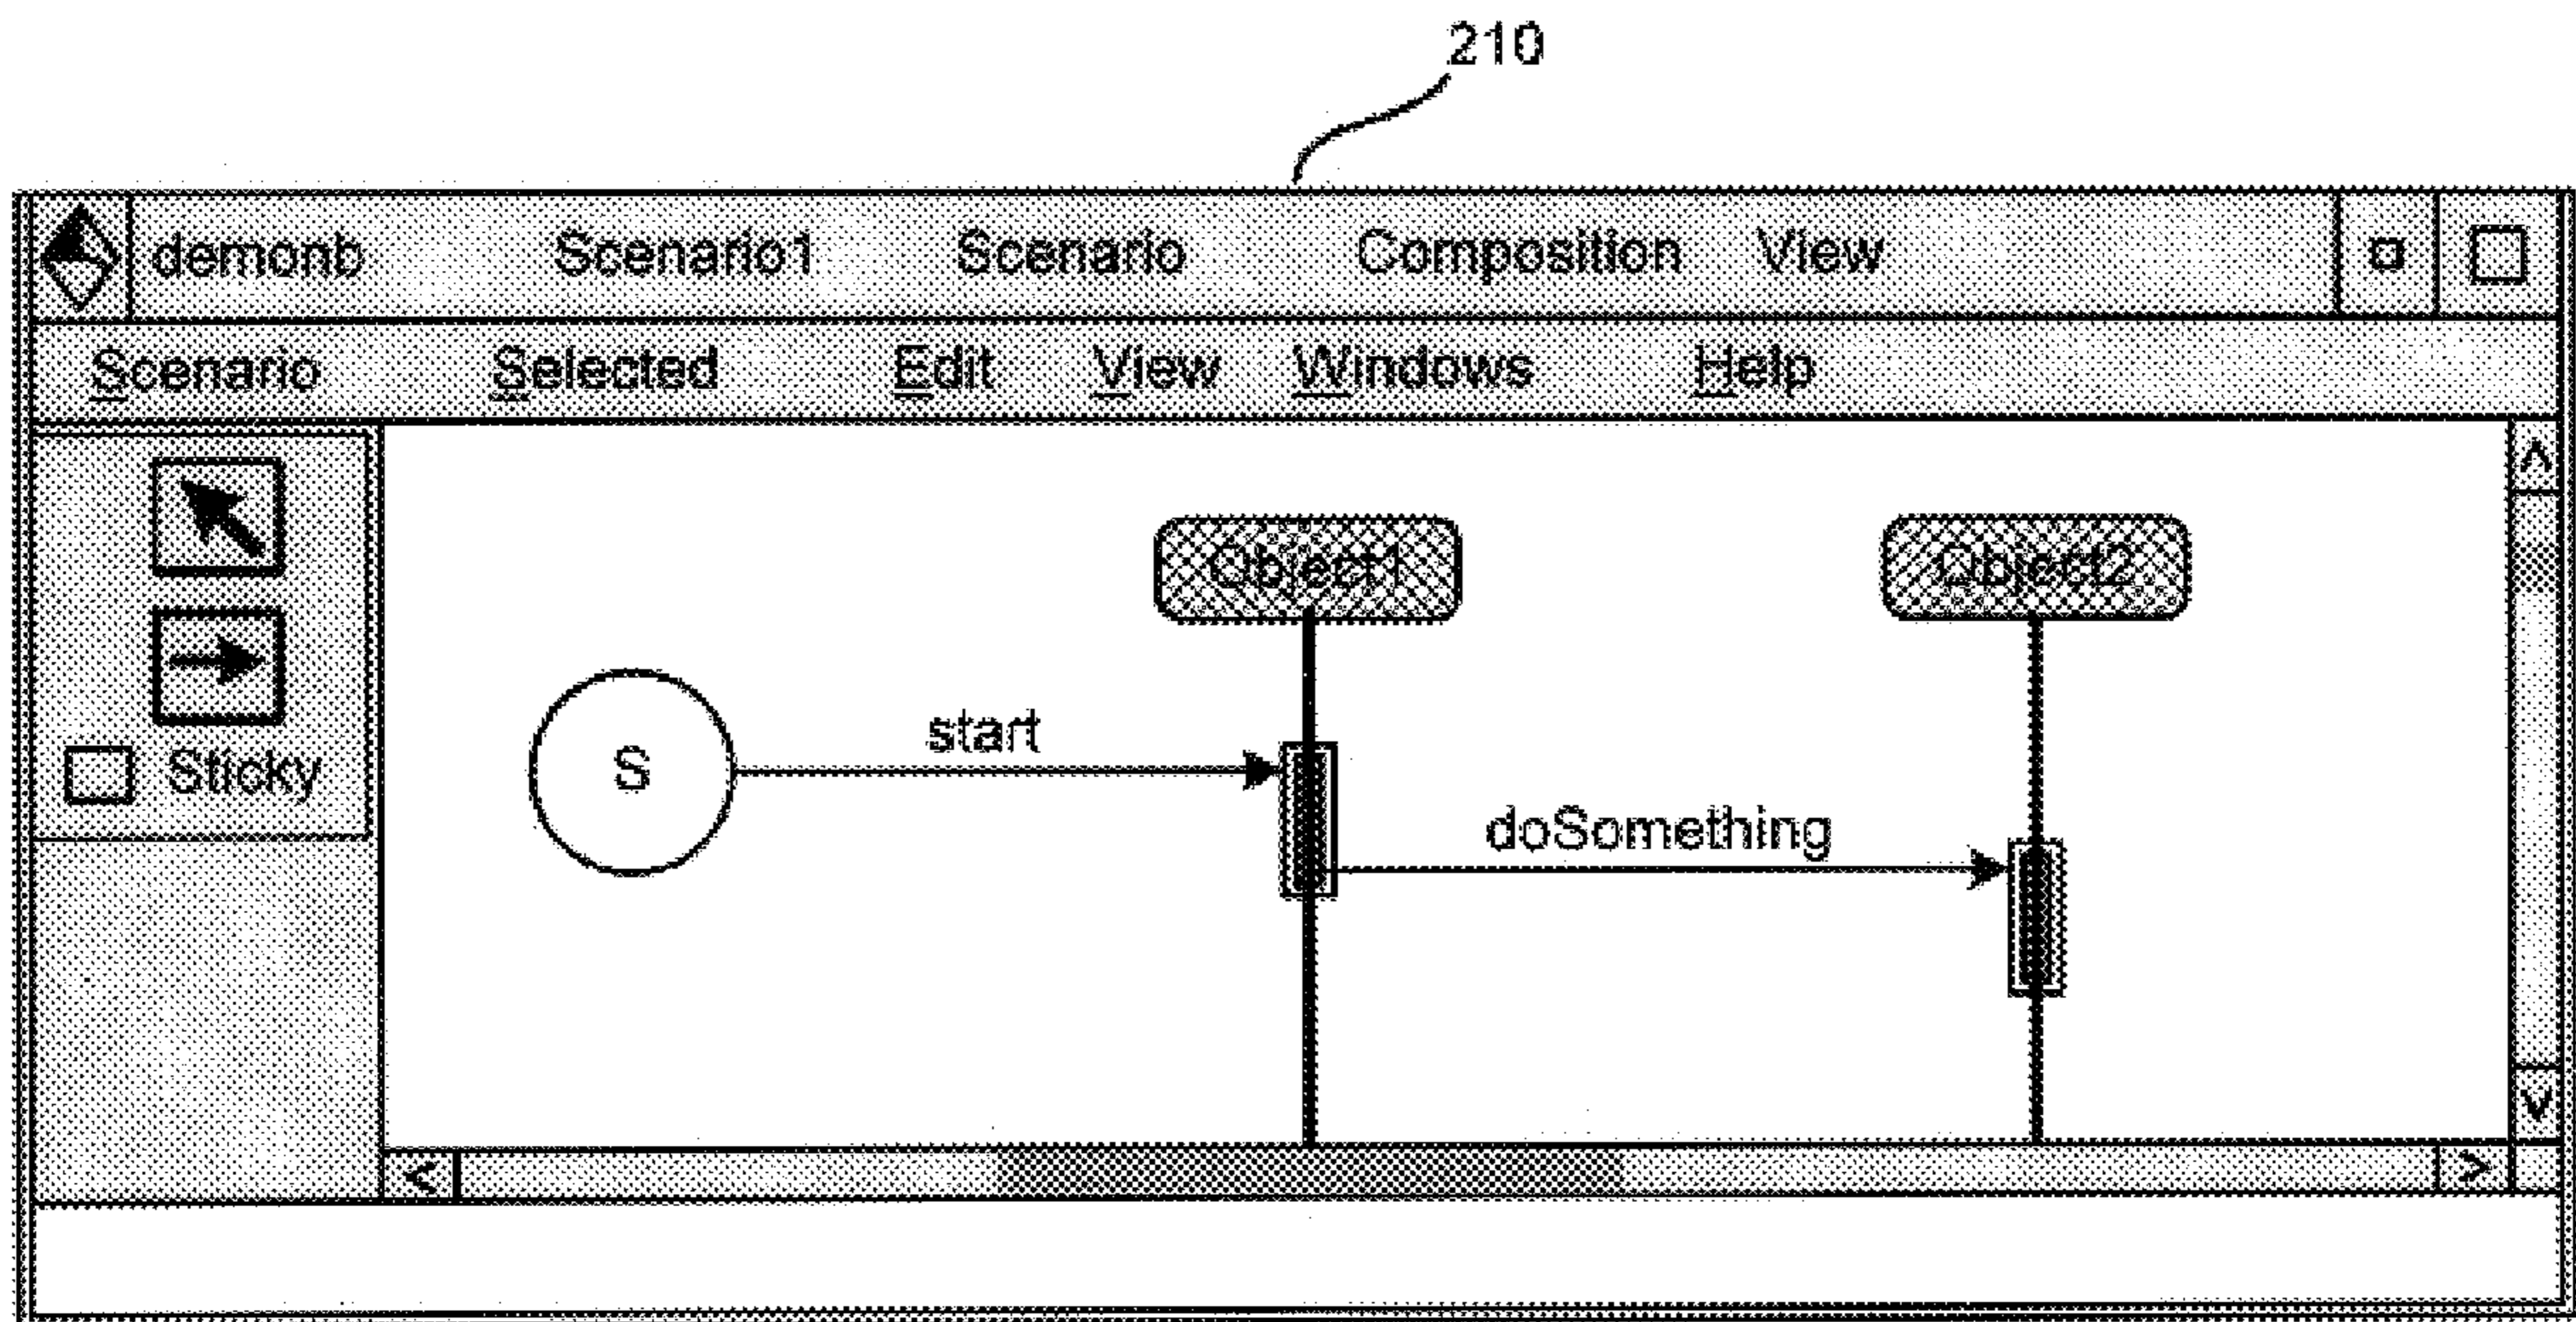 210
demonb Scenario1 Scenario Composition View
Scenario Selected Edit View Windows Help
Object1 Object2
start
S
Sticky
doSomething